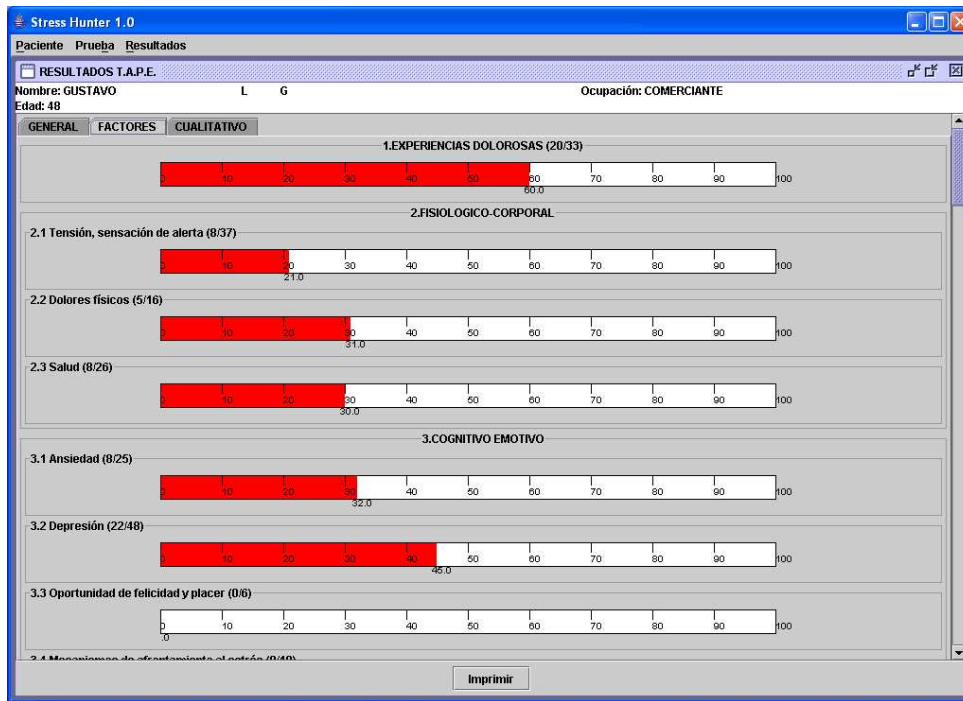 Stress Hunter 1.0
Paciente Prueba Resultados
RESULTADOS T.A.P.E.
Nombre: GUSTAVO L G Ocupación: COMERCIANTE
Edad: 48
GENERAL FACTORES CUALITATIVO
1.EXPERIENCIAS DOLOROSAS (20/33)
0 10 20 30 40 50 60 70 80 90 100
60.0
2.FISIOLOGICO-CORPORAL
2.1 Tensión, sensación de alerta (8/37)
0 10 20 30 40 50 60 70 80 90 100
21.0
2.2 Dolores físicos (5/16)
0 10 20 30 40 50 60 70 80 90 100
31.0
2.3 Salud (8/26)
0 10 20 30 40 50 60 70 80 90 100
30.0
3.COGNITIVO EMOTIVO
3.1 Ansiedad (8/25)
0 10 20 30 40 50 60 70 80 90 100
32.0
3.2 Depresión (22/48)
0 10 20 30 40 50 60 70 80 90 100
45.0
3.3 Oportunidad de felicidad y placer (0/6)
0 10 20 30 40 50 60 70 80 90 100
.0
3.4 Mecanismos de afrontamiento al estrés
Imprimir